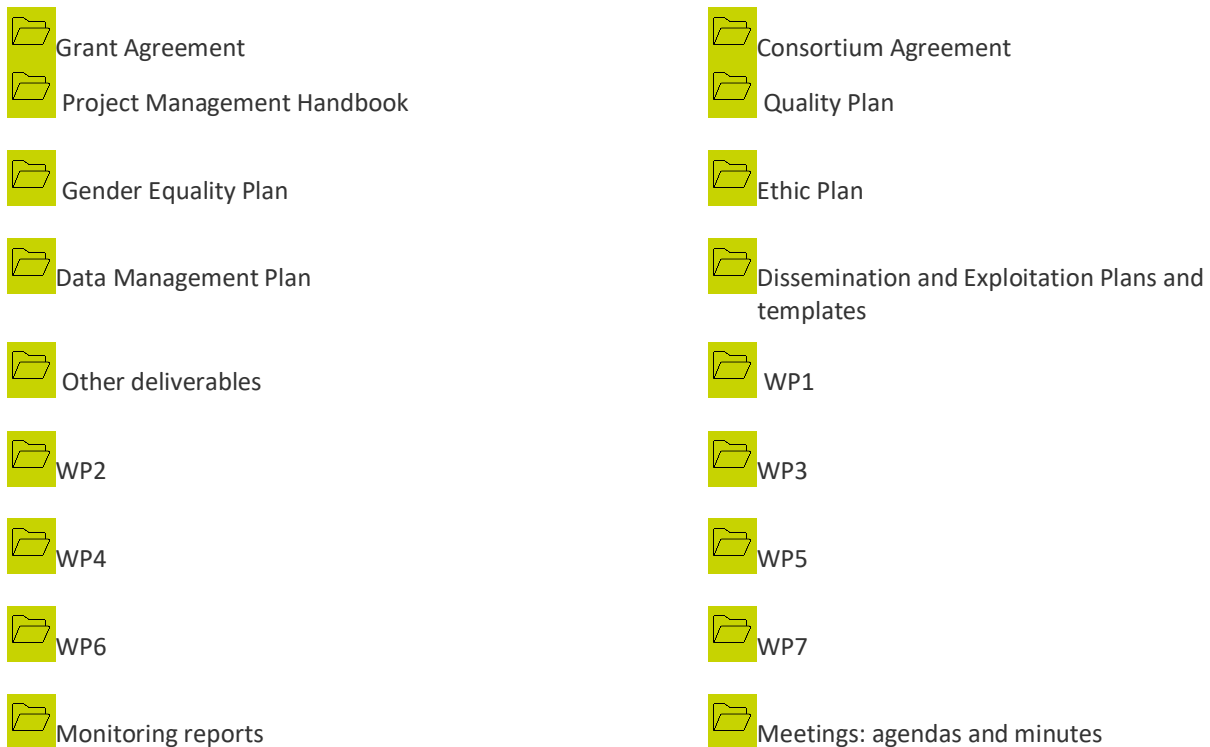 Grant Agreement
Consortium Agreement
Project Management Handbook
Quality Plan
Gender Equality Plan
Ethic Plan
Data Management Plan
Dissemination and Exploitation Plans and
templates
Other deliverables
WP1
WP2
WP3
WP4
WP5
WP6
WP7
Monitoring reports
Meetings: agendas and minutes